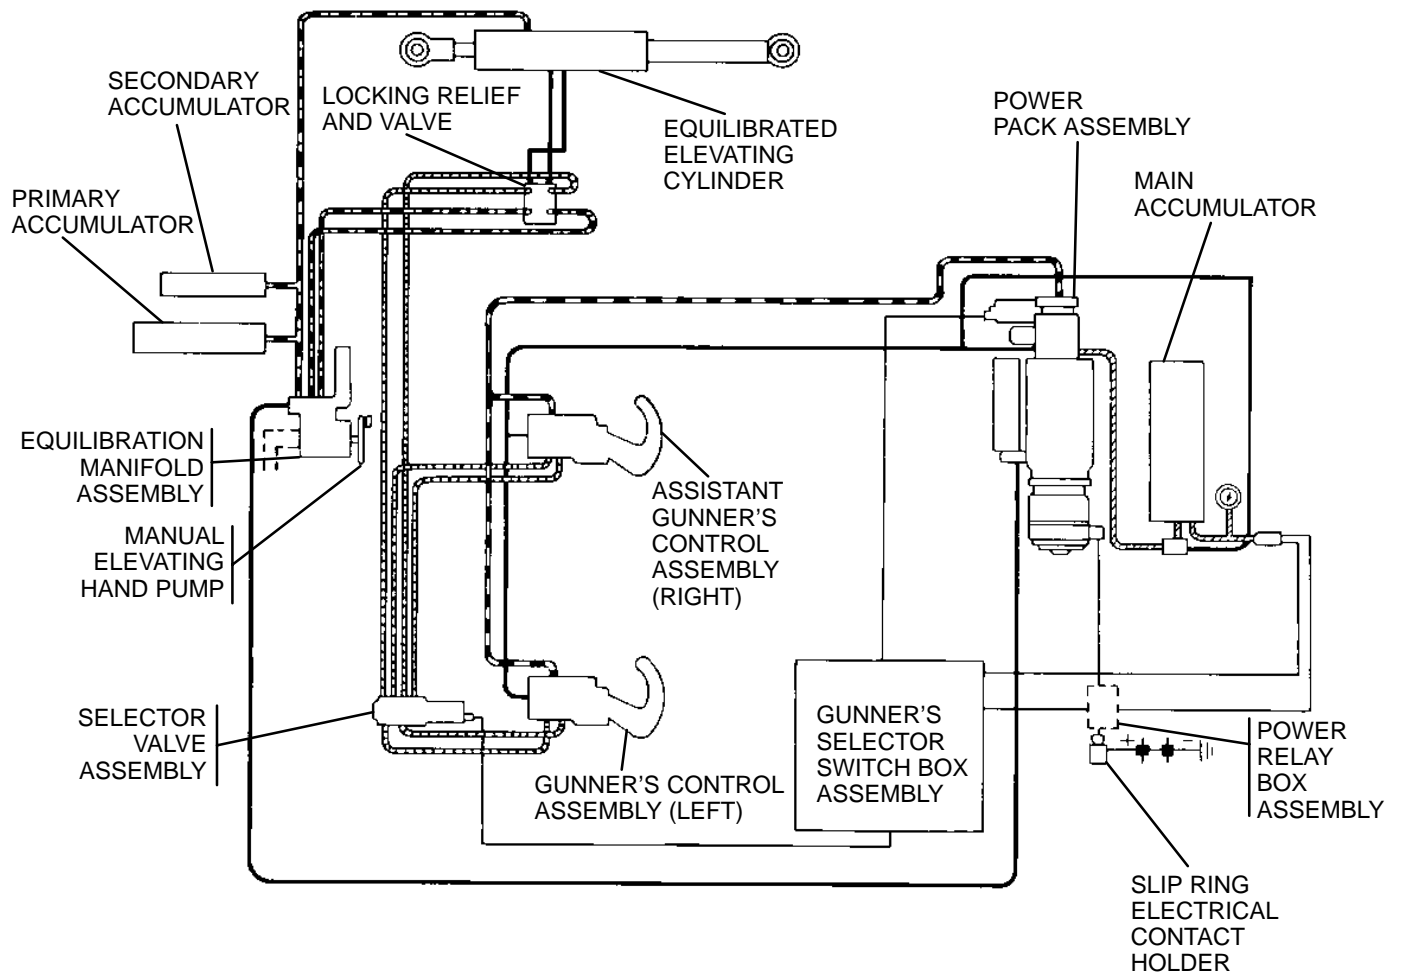 SECONDARY
ACCUMULATOR
LOCKING RELIEF
AND VALVE
EQUILIBRATED
ELEVATING
CYLINDER
POWER
PACK ASSEMBLY
MAIN
ACCUMULATOR
PRIMARY
ACCUMULATOR
EQUILIBRATION
MANIFOLD
ASSEMBLY
MANUAL
ELEVATING
HAND PUMP
ASSISTANT
GUNNER’S
CONTROL
ASSEMBLY
(RIGHT)
SELECTOR
VALVE
ASSEMBLY
GUNNER’S CONTROL
ASSEMBLY (LEFT)
GUNNER’S
SELECTOR
SWITCH BOX
ASSEMBLY
+ −
POWER
RELAY
BOX
ASSEMBLY
SLIP RING
ELECTRICAL
CONTACT
HOLDER